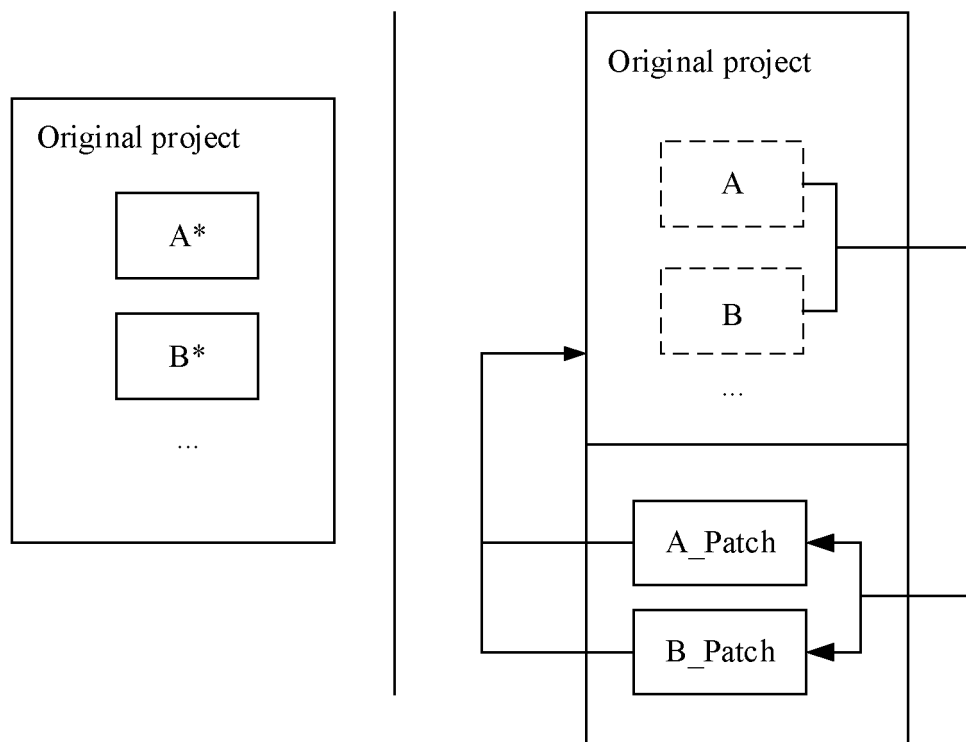 Original project
A*
B*
...
Original project
A
B
...
A_Patch
B_Patch